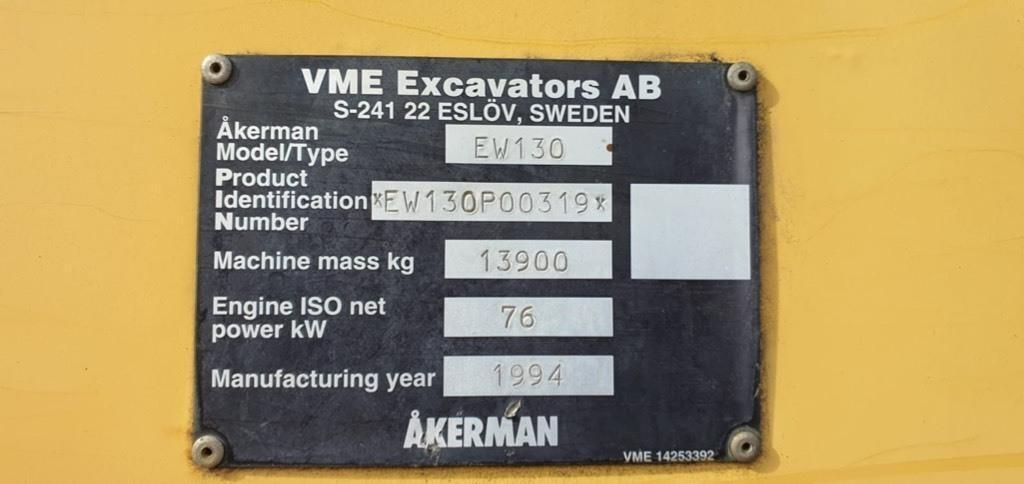 VME Excavators AB
S-241 22 ESLÖV, SWEDEN
Åkerman
Model/Type EW130
Product
Identification *EW130P00319*
Number
Machine mass kg 13900
Engine ISO net
power kW 76
Manufacturing year 1994
ÅKERMAN
VME 14253392